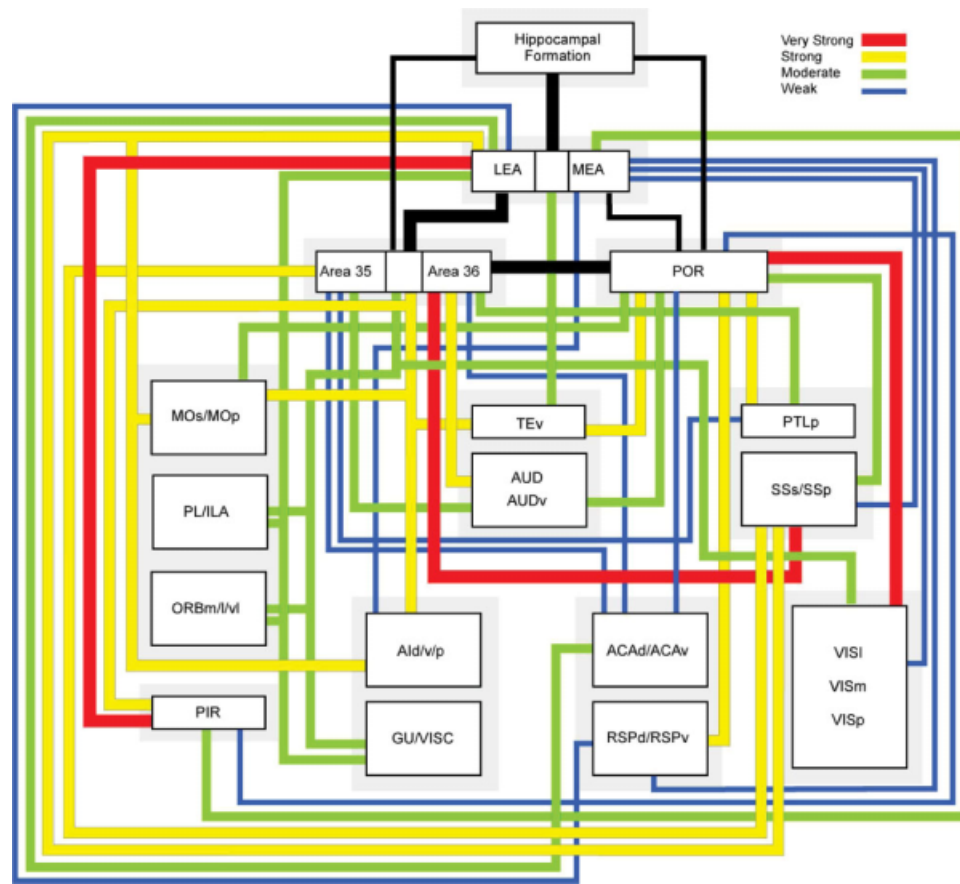 Hippocampal
Formation
Very Strong
Strong
Moderate
Weak
LEA
MEA
Area 35
Area 36
POR
MOs/MOp
TEv
PTLp
AUD
AUDv
SSs/SSp
PL/ILA
ORBm/l/vl
AId/v/p
ACAd/ACAv
VISl
VISm
VISp
PIR
GU/VISC
RSPd/RSPv